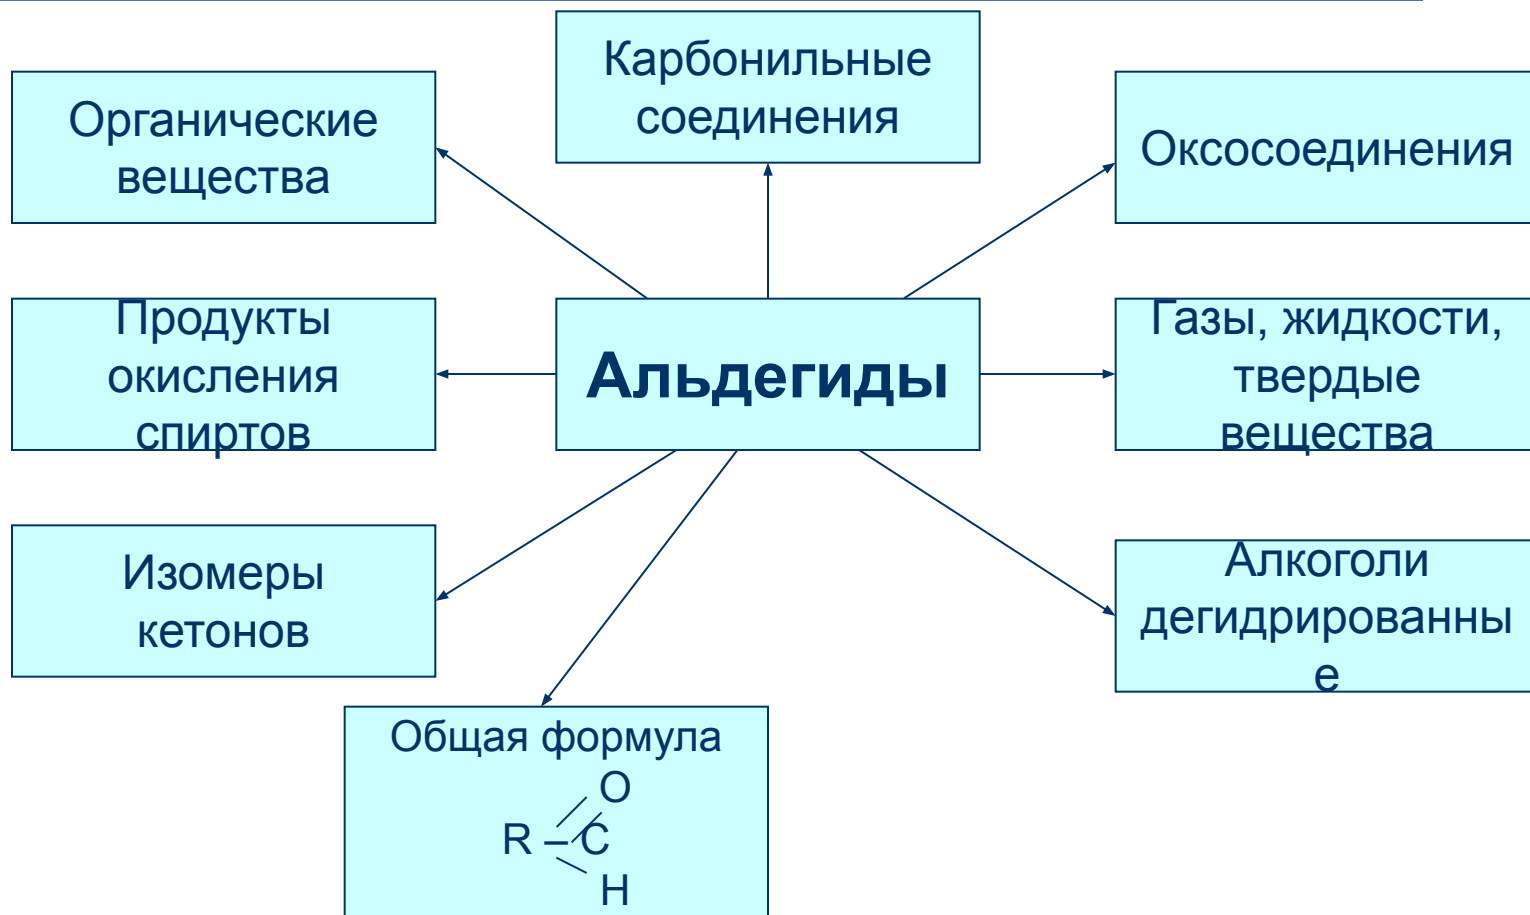 Карбонильные
соединения
Органические
вещества
Оксосоединения
Продукты
окисления
спиртов
Альдегиды
Газы, жидкости,
твердые
вещества
Изомеры
кетонов
Алкоголи
дегидрированны
е
Общая формула
O
R – C
H